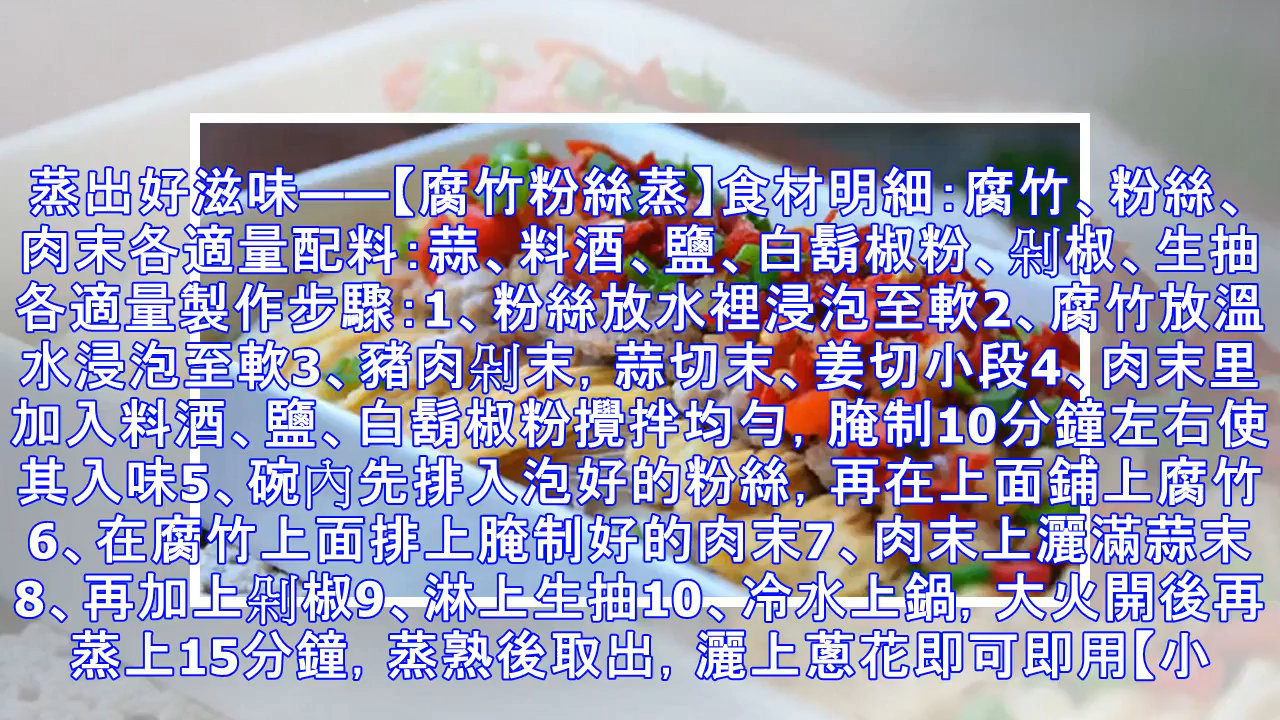 蒸出好滋味——【腐竹粉絲蒸】食材明細：腐竹、粉絲、
肉末各適量配料：蒜、料酒、鹽、白鬍椒粉、剁椒、生抽
各適量製作步驟：1、粉絲放水裡浸泡至軟2、腐竹放溫
水浸泡至軟3、豬肉剁末，蒜切末、姜切小段4、肉末里
加入料酒、鹽、白鬍椒粉攪拌均勻，腌制10分鐘左右使
其入味5、碗內先排入泡好的粉絲，再在上面鋪上腐竹
6、在腐竹上面排上腌制好的肉末7、肉末上灑滿蒜末
8、再加上剁椒9、淋上生抽10、冷水上鍋，大火開後再
蒸上15分鐘，蒸熟後取出，灑上蔥花即可即用【小